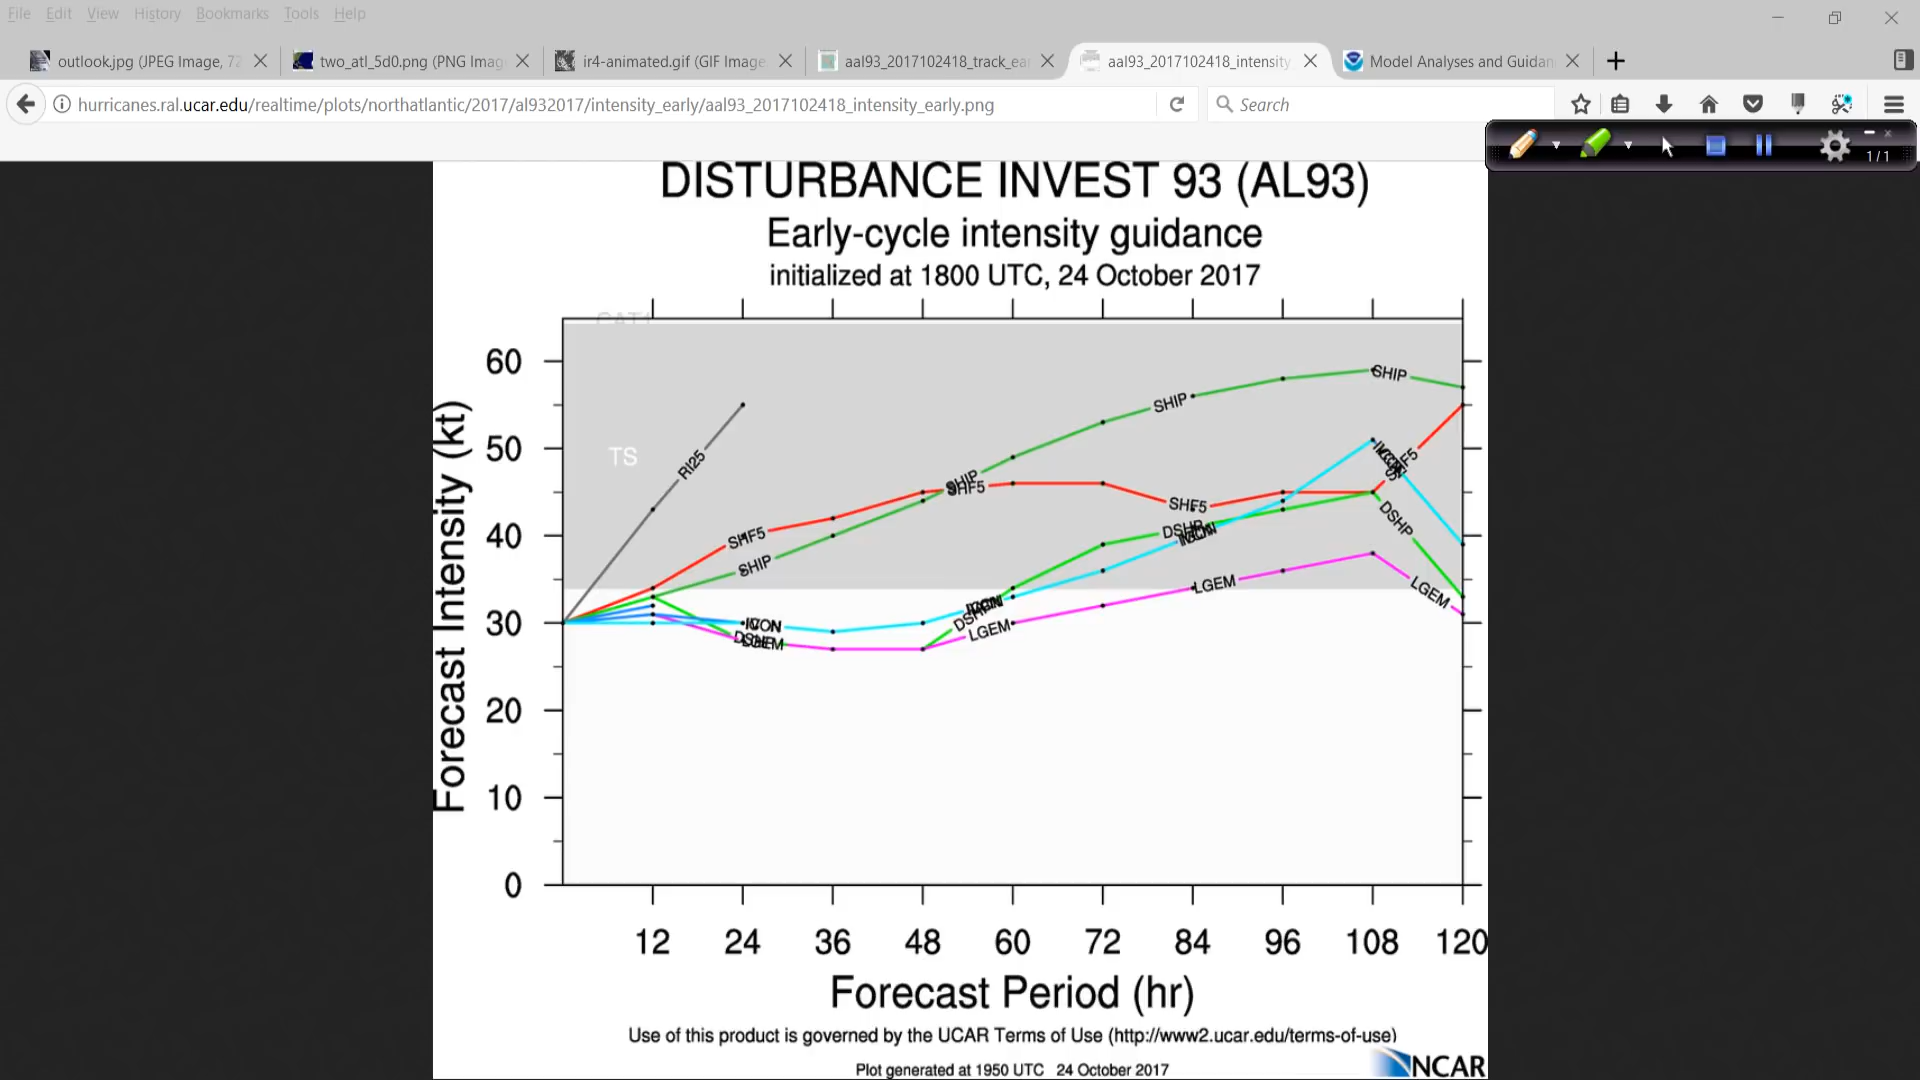 File Edit View History Bookmarks Tools Help
outlook.jpg (JPEG Image, 72
two_atl_5d0.png (PNG Imag
ir4-animated.gif (GIF Image
aal93_2017102418_track_ear
aal93_2017102418_intensity
Model Analyses and Guidan
hurricanes.ral.ucar.edu/realtime/plots/northatlantic/2017/al932017/intensity_early/aal93_2017102418_intensity_early.png
Search
1/1
DISTURBANCE INVEST 93 (AL93)
Early-cycle intensity guidance
initialized at 1800 UTC, 24 October 2017
CAT1
60
SHIP
SHIP
50
TS
RI25
SHIP
SHF5
SHF5
40
SHF5
SHIP
DSHP
DSHP
LGEM
LGEM
30
ICON
DSHP
LGEM
DSHP
LGEM
20
10
0
Forecast Intensity (kt)
12 24 36 48 60 72 84 96 108 120
Forecast Period (hr)
Use of this product is governed by the UCAR Terms of Use (http://www2.ucar.edu/terms-of-use)
NCAR
Plot generated at 1950 UTC 24 October 2017